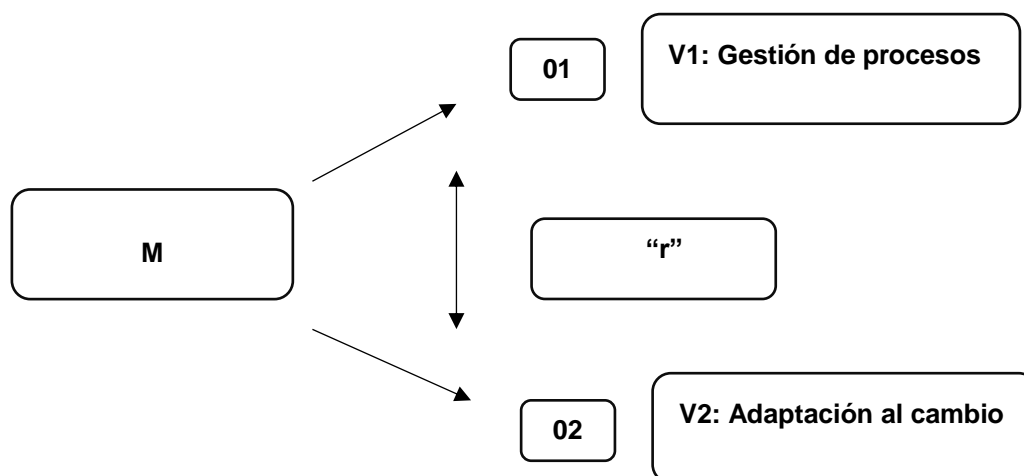 01
V1: Gestión de procesos
M
“r”
02
V2: Adaptación al cambio